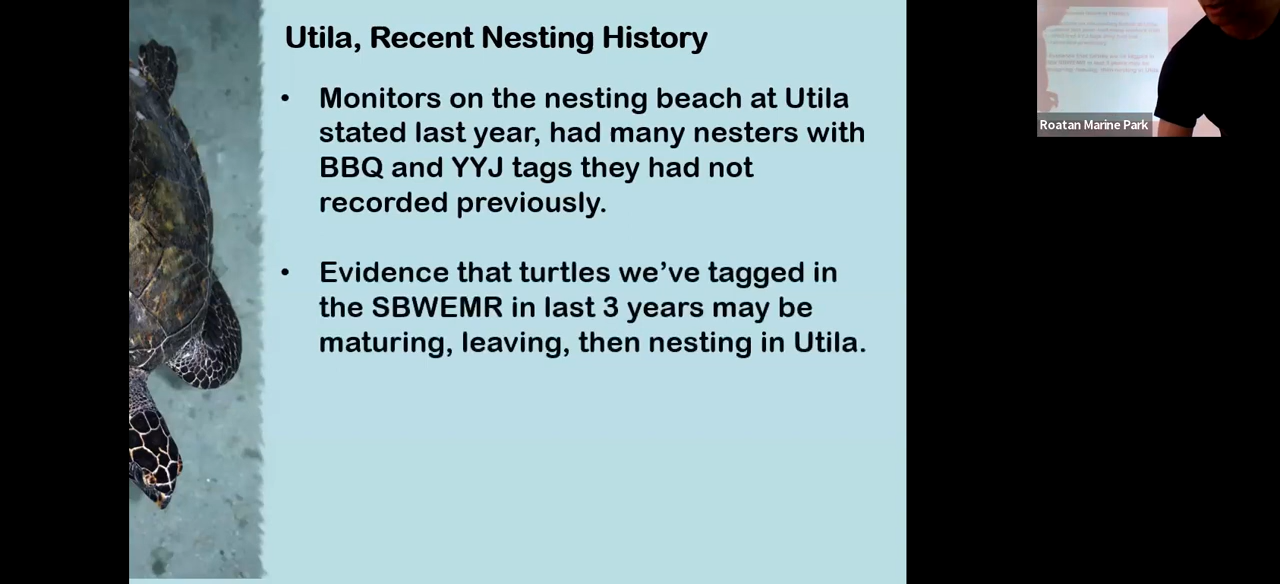 Utila, Recent Nesting History
• Monitors on the nesting beach at Utila
stated last year, had many nesters with
BBQ and YYJ tags they had not
recorded previously.
• Evidence that turtles we’ve tagged in
the SBWEMR in last 3 years may be
maturing, leaving, then nesting in Utila.
Roatan Marine Park